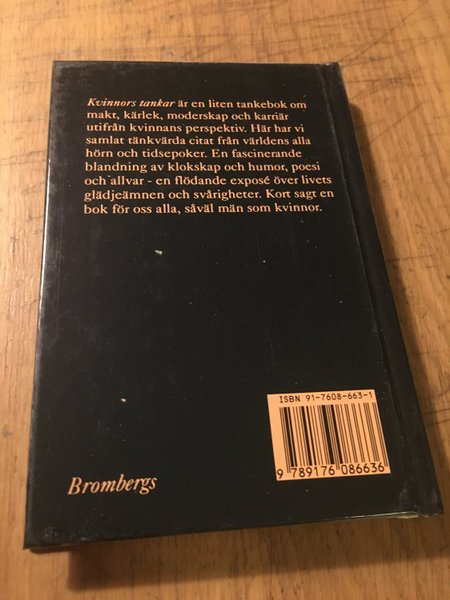 Kvinnors tankar är en liten tankebok om
makt, kärlek, moderskap och karriär
utifrån kvinnans perspektiv. Här har vi
samlat tänkvärda citat från världens alla
hörn och tidsepoker. En fascinerande
blandning av klokskap och humor, poesi
och allvar - en flödande exposé över livets
glädjeämnen och svårigheter. Kort sagt en
bok för oss alla, såväl män som kvinnor.
ISBN 91-7608-663-1
9 789176 086636
Brombergs